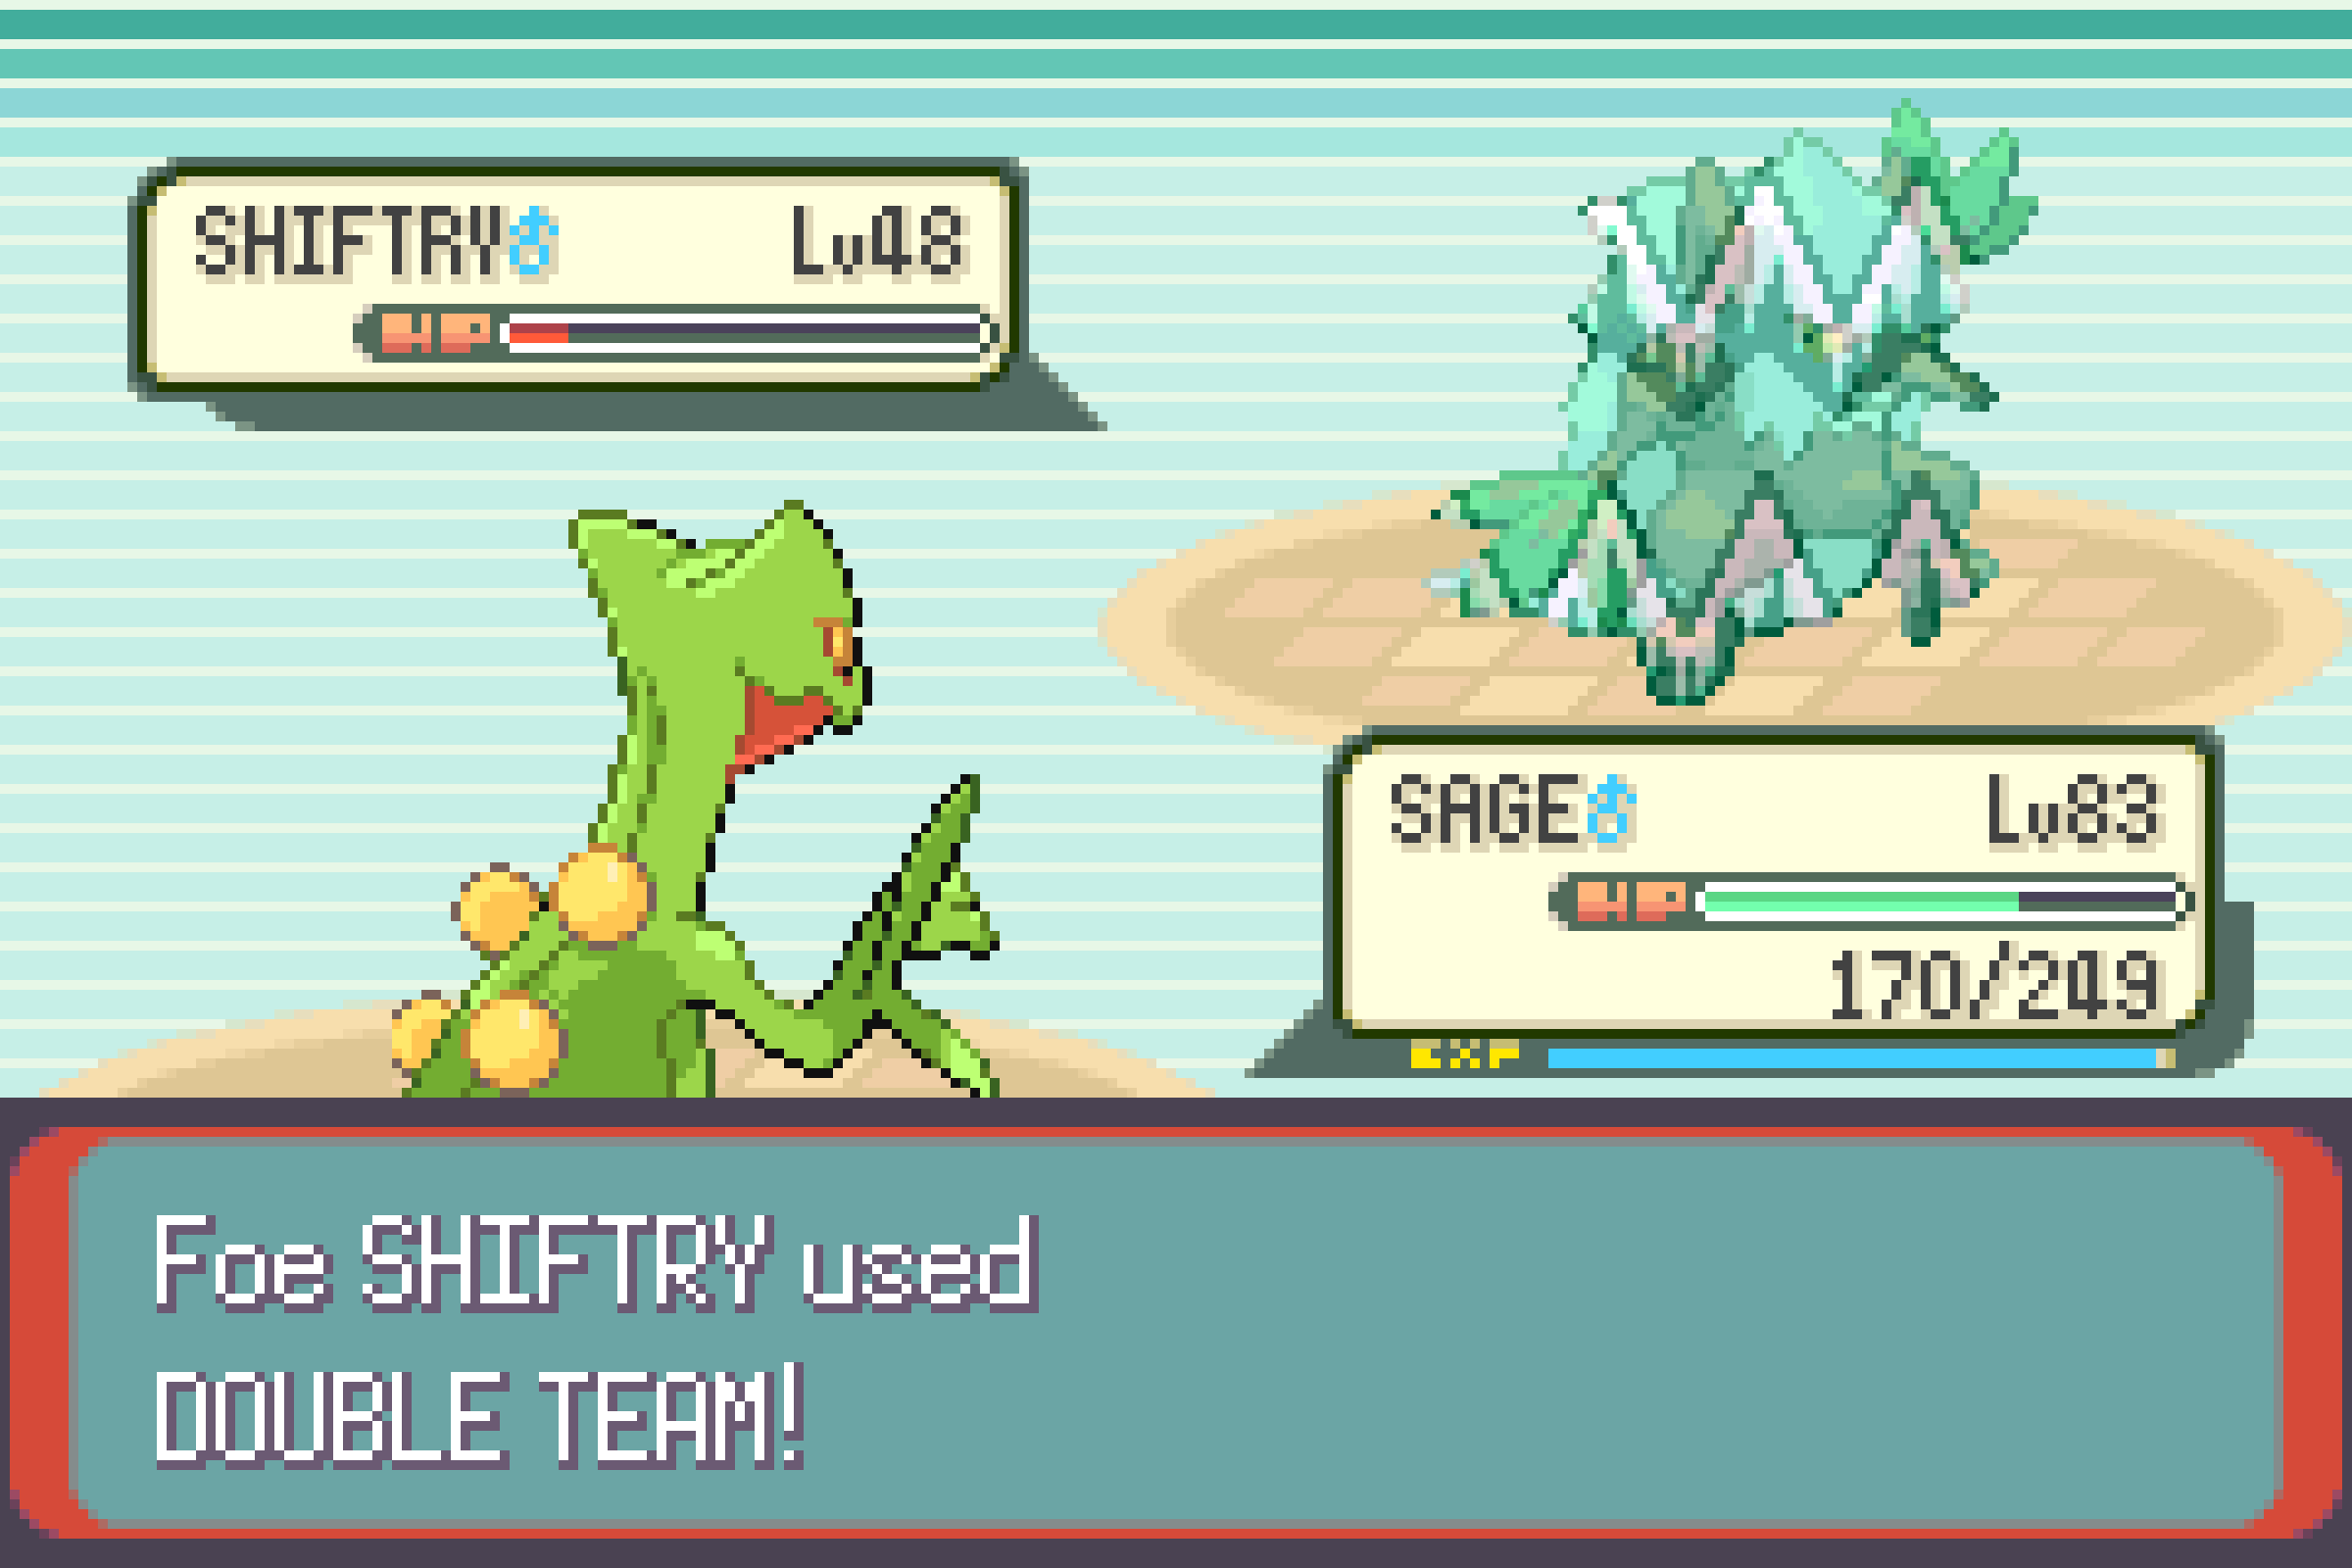 SHIFTRY♂ Lv48
HP
SAGE♂ Lv83
HP
170/249
EXP
Foe SHIFTRY used
DOUBLE TEAM!